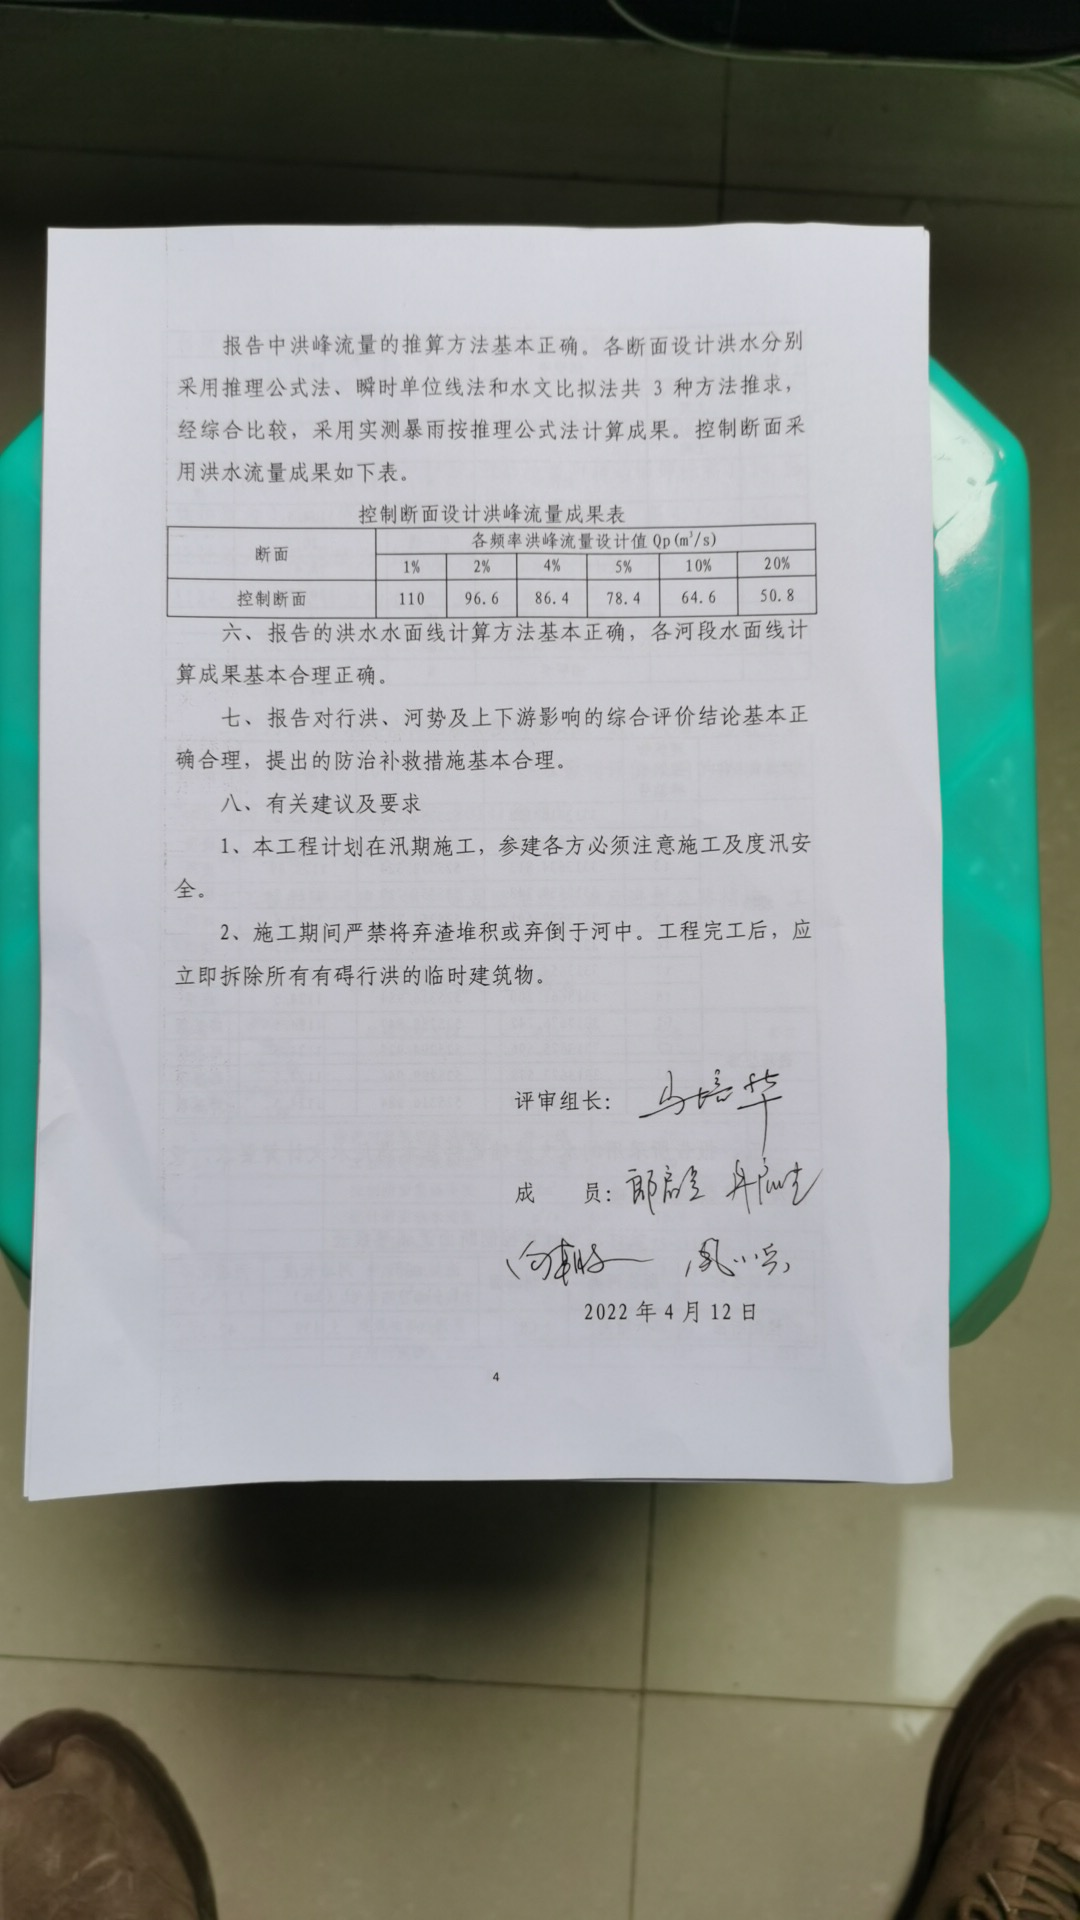 报告中洪峰流量的推算方法基本正确。各断面设计洪水分别
采用推理公式法、瞬时单位线法和水文比拟法共 3 种方法推求，
经综合比较，采用实测暴雨按推理公式法计算成果。控制断面采
用洪水流量成果如下表。
控制断面设计洪峰流量成果表
断面 各频率洪峰流量设计值 Qp(m³/s)
1% 2% 4% 5% 10% 20%
控制断面 110 96.6 86.4 78.4 64.6 50.8
六、报告的洪水水面线计算方法基本正确，各河段水面线计
算成果基本合理正确。
七、报告对行洪、河势及上下游影响的综合评价结论基本正
确合理，提出的防治补救措施基本合理。
八、有关建议及要求
1、本工程计划在汛期施工，参建各方必须注意施工及度汛安
全。
2、施工期间严禁将弃渣堆积或弃倒于河中。工程完工后，应
立即拆除所有有碍行洪的临时建筑物。
评审组长： 马培华
成 员：
2022 年 4 月 12 日
4